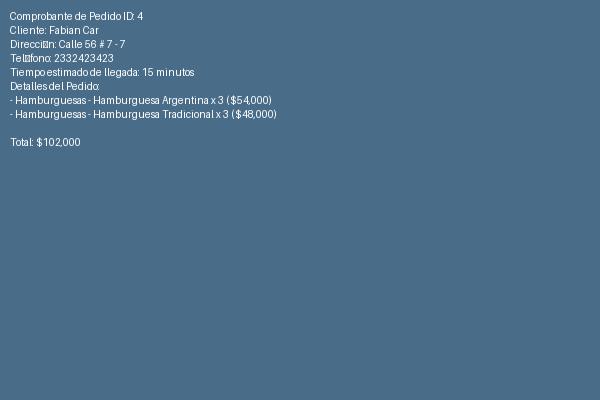 Comprobante de Pedido ID: 4
Cliente: Fabian Car
Direcci▯n: Calle 56 # 7 - 7
Tel▯fono: 2332423423
Tiempo estimado de llegada: 15 minutos
Detalles del Pedido:
- Hamburguesas - Hamburguesa Argentina x 3 ($54,000)
- Hamburguesas - Hamburguesa Tradicional x 3 ($48,000)
Total: $102,000